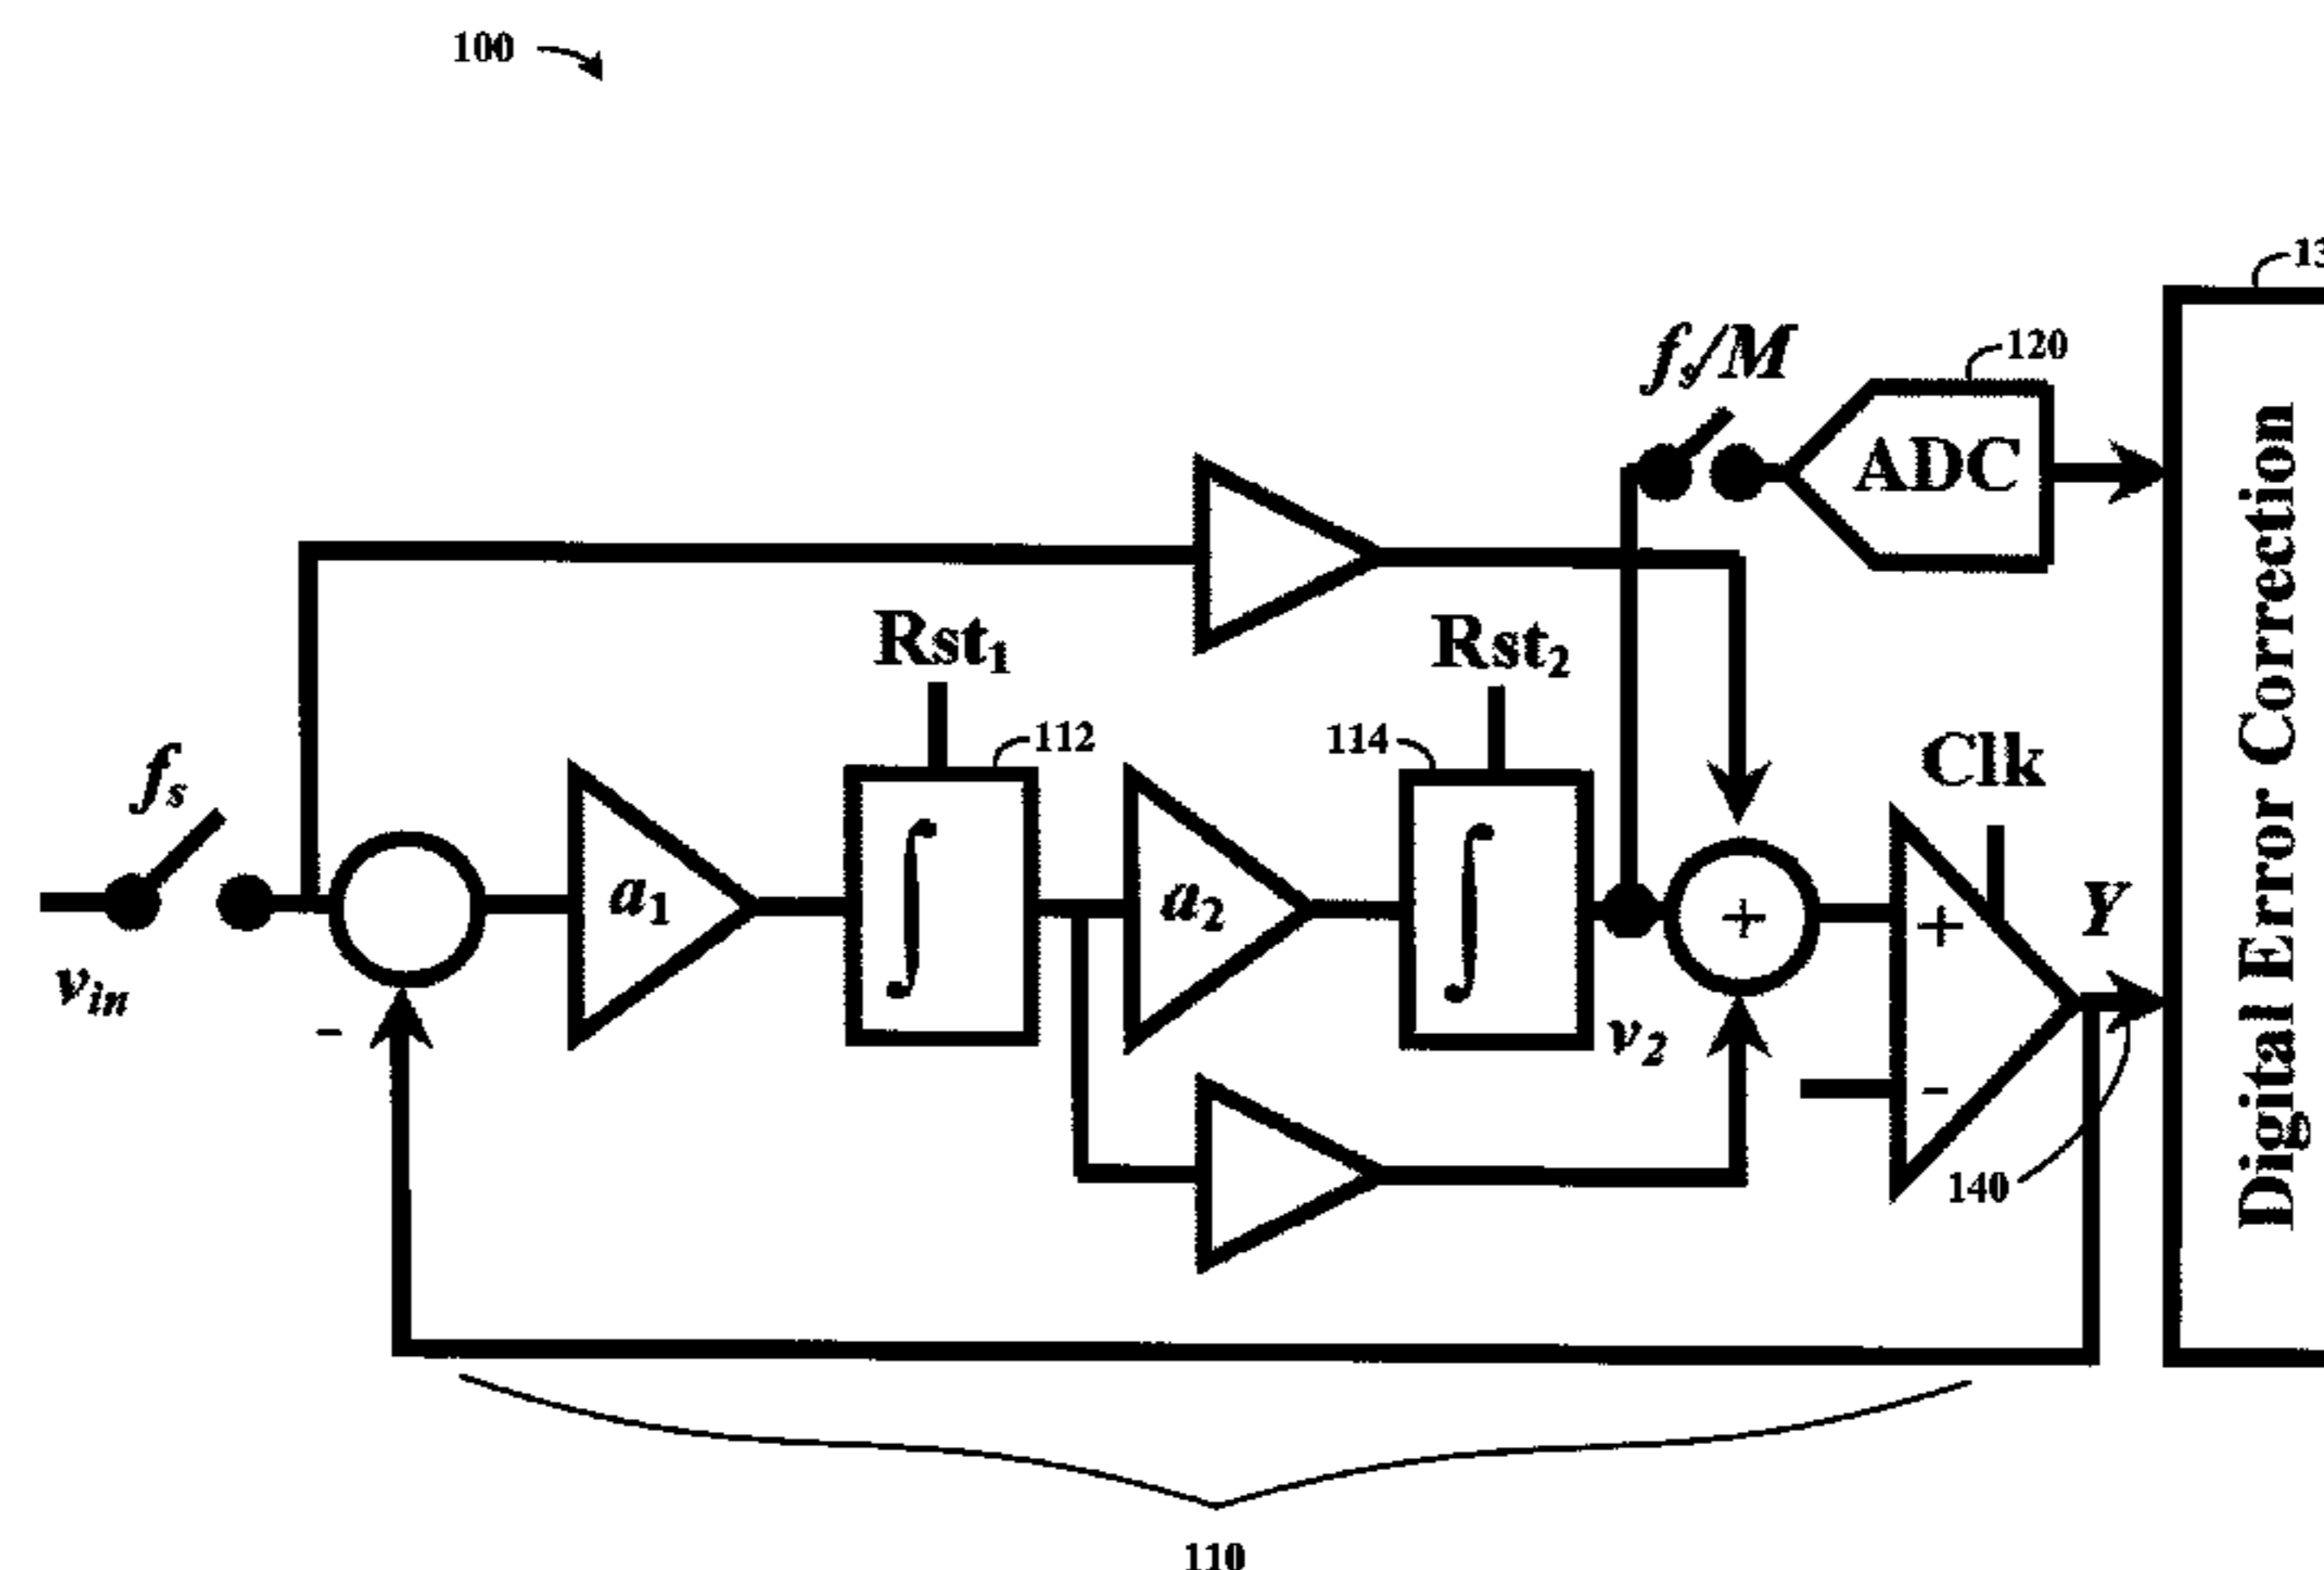 100
13
f_s/M
120
ADC
Rst₁
Rst₂
112
114
Clk
f_s
a₁
∫
a₂
∫
+
+
Y
v_in
-
v₂
-
140
Digital Error Correction
110